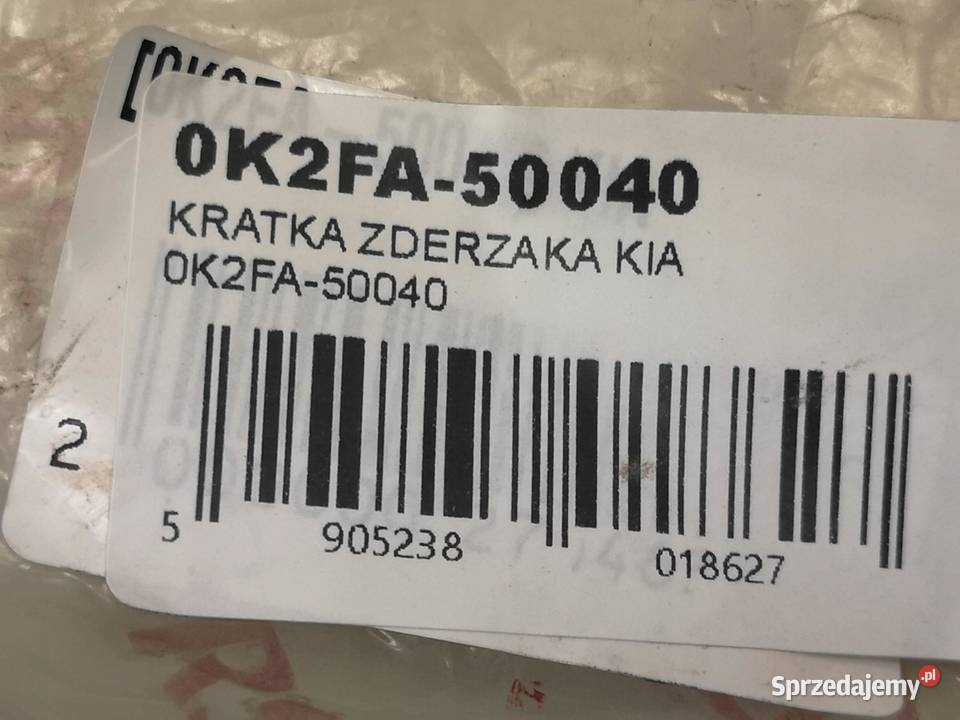 0K2FA-50040
KRATKA ZDERZAKA KIA
0K2FA-50040
2
5 905238 018627
Sprzedajemy.pl